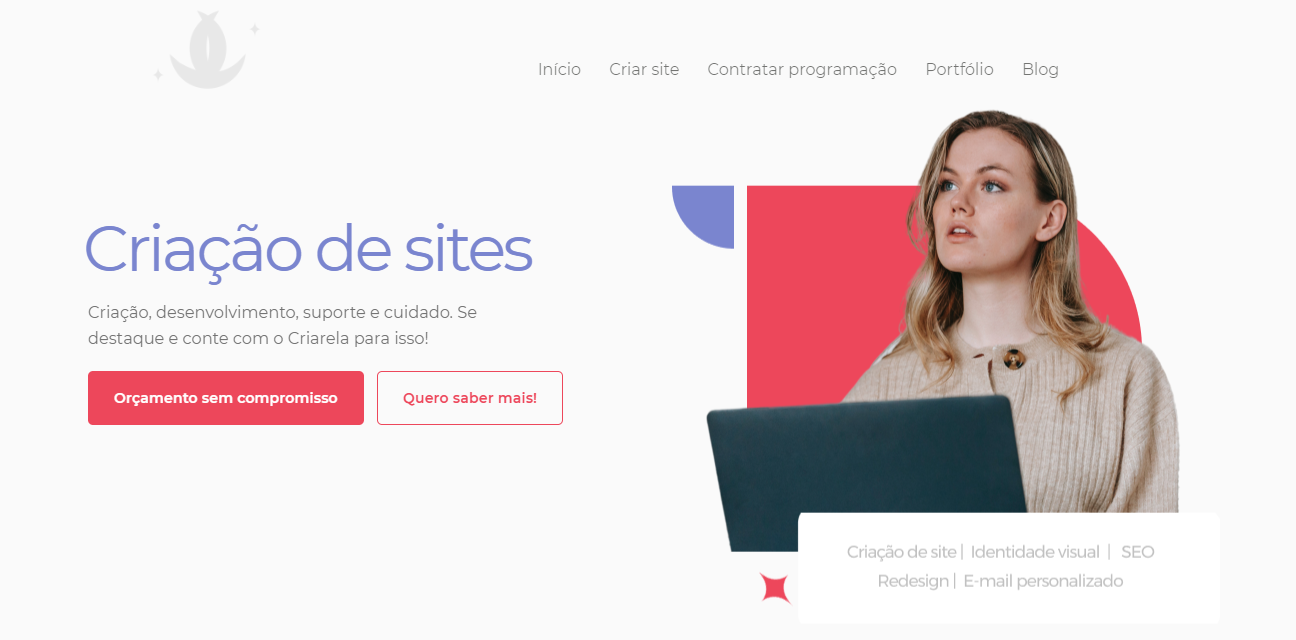 Início Criar site Contratar programação Portfólio Blog
Criação de sites
Criação, desenvolvimento, suporte e cuidado. Se
destaque e conte com o Criarela para isso!
Orçamento sem compromisso Quero saber mais!
Criação de site | Identidade visual | SEO
Redesign | E-mail personalizado